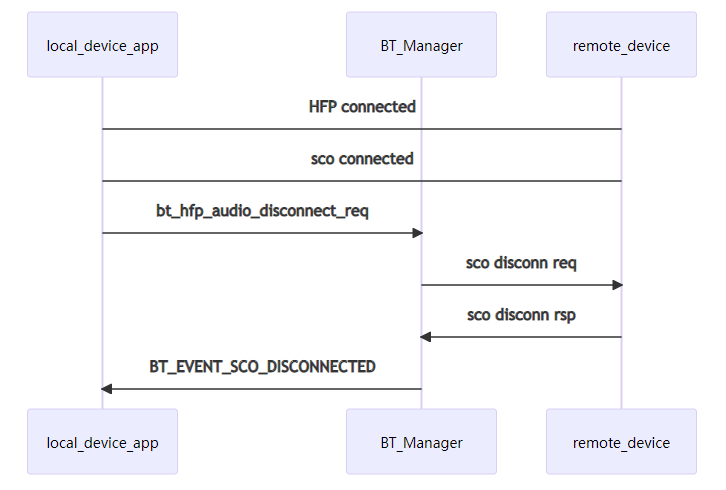 local_device_app
BT_Manager
remote_device
HFP connected
sco connected
bt_hfp_audio_disconnect_req
sco disconn req
sco disconn rsp
BT_EVENT_SCO_DISCONNECTED
local_device_app
BT_Manager
remote_device